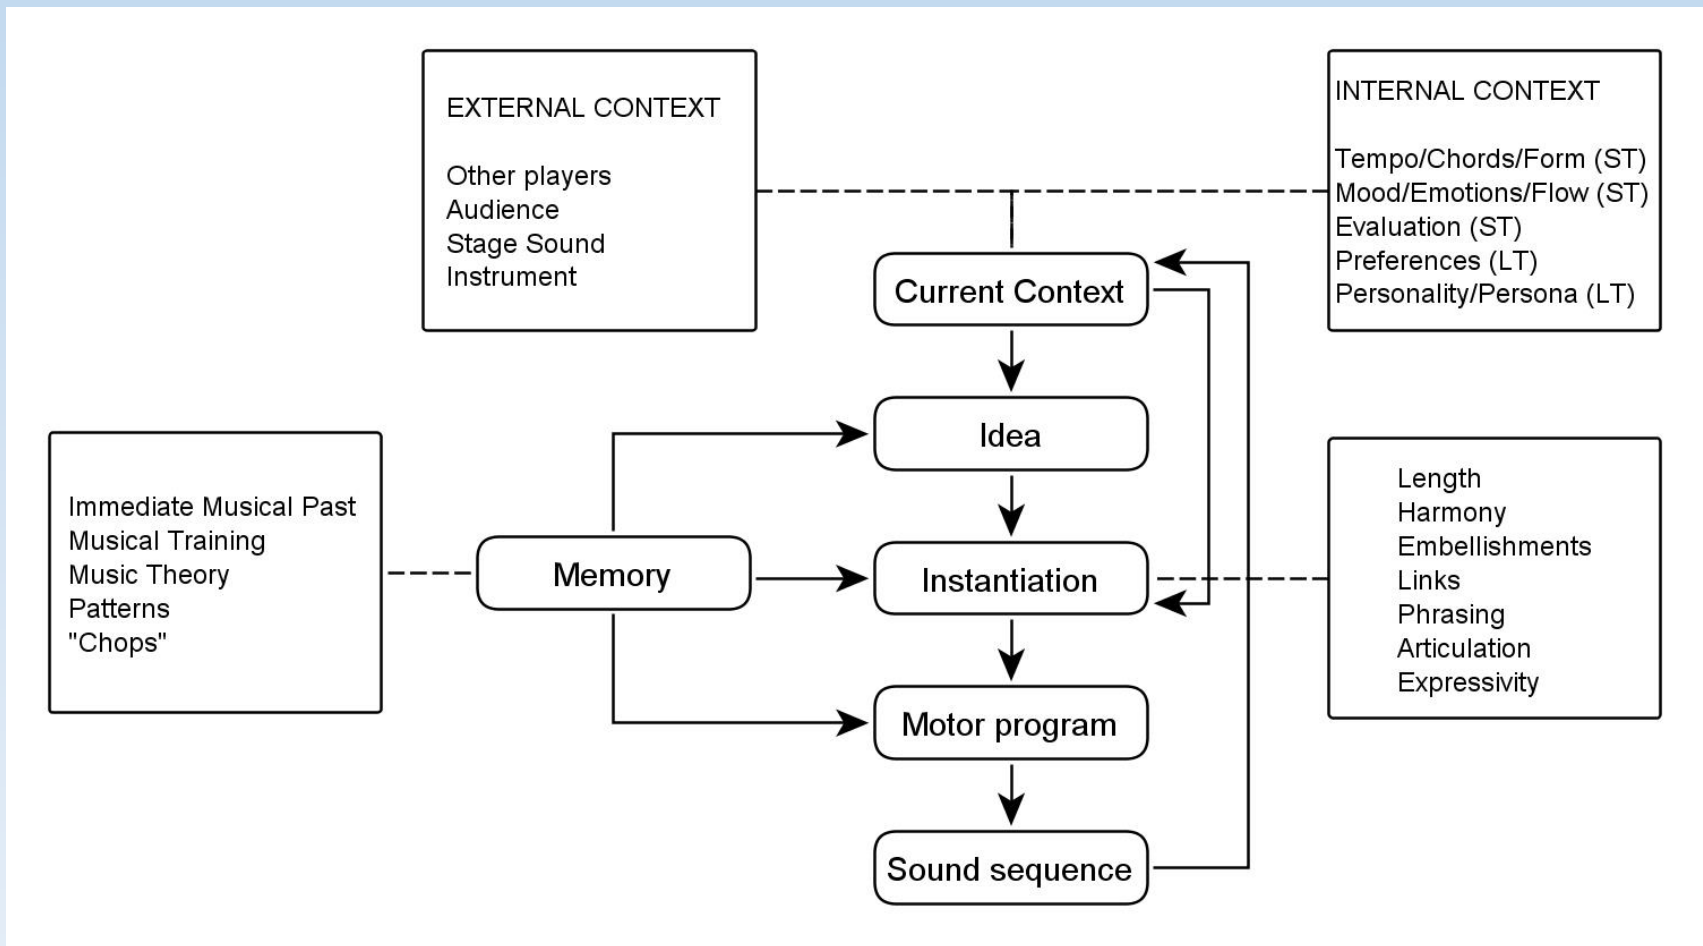 EXTERNAL CONTEXT
Other players
Audience
Stage Sound
Instrument
INTERNAL CONTEXT
Tempo/Chords/Form (ST)
Mood/Emotions/Flow (ST)
Evaluation (ST)
Preferences (LT)
Personality/Persona (LT)
Current Context
Idea
Immediate Musical Past
Musical Training
Music Theory
Patterns
"Chops"
Memory
Instantiation
Length
Harmony
Embellishments
Links
Phrasing
Articulation
Expressivity
Motor program
Sound sequence